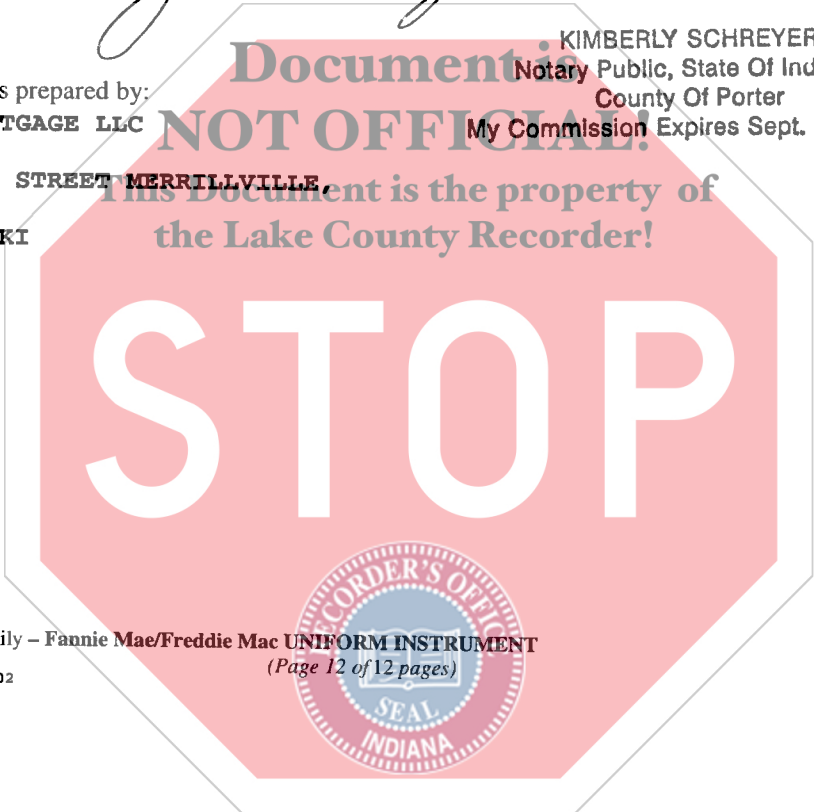 Document is
KIMBERLY SCHREYER
Notary Public, State Of Ind
s prepared by:
County Of Porter
TGAGE LLC
NOT OFFICIAL!
My Commission Expires Sept.
STREET MERRILLVILLE,
This Document is the property of
KI
the Lake County Recorder!
STOP
RECORDER'S OFFICE
ily – Fannie Mae/Freddie Mac UNIFORM INSTRUMENT
(Page 12 of 12 pages)
02
SEAL
INDIANA